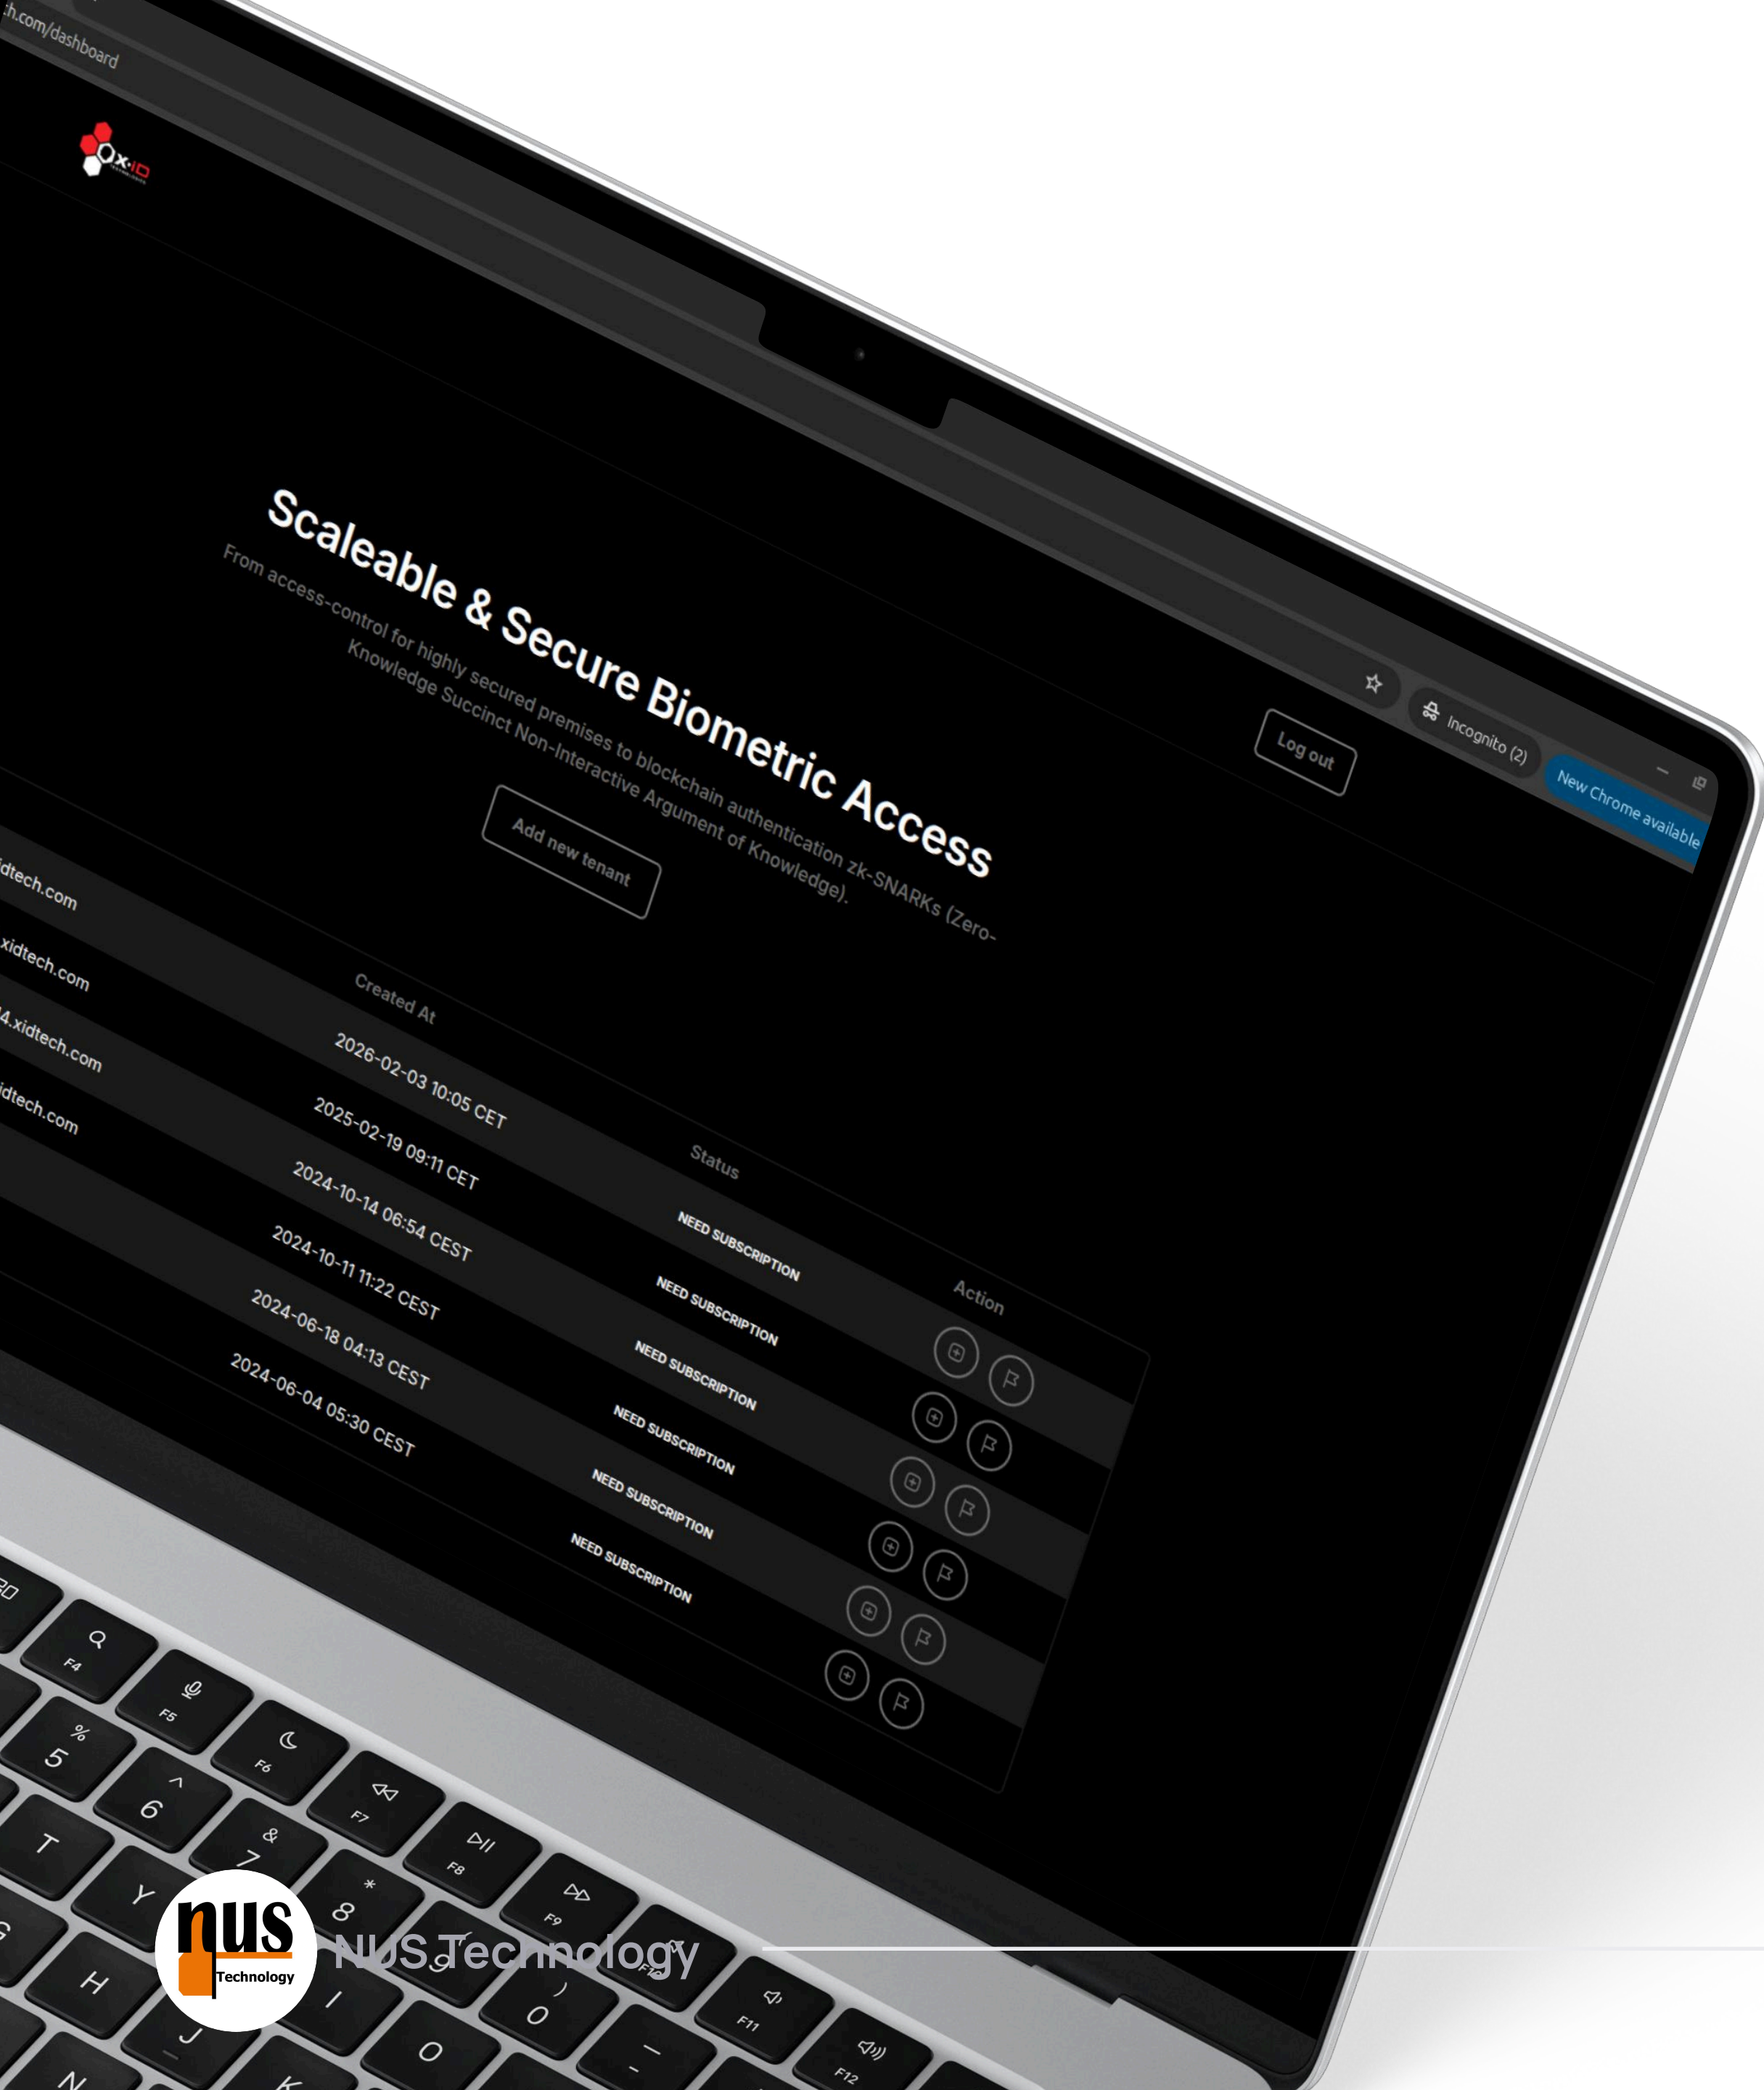 ch.com/dashboard
Incognito (2)
New Chrome available
x·iD
Log out
Scaleable & Secure Biometric Access
From access-control for highly secured premises to blockchain authentication zk-SNARKs (Zero-
Knowledge Succinct Non-Interactive Argument of Knowledge).
Add new tenant
Created At
Status
Action
idtech.com
2026-02-03 10:05 CET
NEED SUBSCRIPTION
xidtech.com
2025-02-19 09:11 CET
NEED SUBSCRIPTION
4.xidtech.com
2024-10-14 06:54 CEST
NEED SUBSCRIPTION
idtech.com
2024-10-11 11:22 CEST
NEED SUBSCRIPTION
2024-06-18 04:13 CEST
NEED SUBSCRIPTION
2024-06-04 05:30 CEST
NEED SUBSCRIPTION
F4
F5
F6
F7
F8
F9
F10
F11
F12
%
5
^
6
&
7
*
8
(
9
)
0
_
-
T
Y
I
O
G
H
J
K
N
nus
Technology
NUS Technology